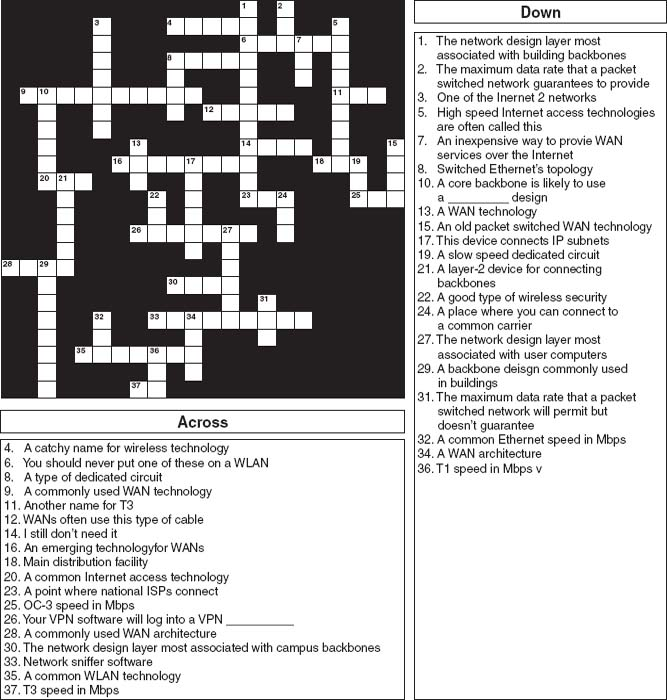 1 2
3 4 5
6 7
8
9 10 11
12
13 14 15
16 17 18 19
20 21
22 23 24 25
26 27
28 29
30
31
32 33 34
35 36
37
Across
4. A catchy name for wireless technology
6. You should never put one of these on a WLAN
8. A type of dedicated circuit
9. A commonly used WAN technology
11. Another name for T3
12. WANs often use this type of cable
14. I still don't need it
16. An emerging technologyfor WANs
18. Main distribution facility
20. A common Internet access technology
23. A point where national ISPs connect
25. OC-3 speed in Mbps
26. Your VPN software will log into a VPN ___________
28. A commonly used WAN architecture
30. The network design layer most associated with campus backbones
33. Network sniffer software
35. A common WLAN technology
37. T3 speed in Mbps
Down
1. The network design layer most
associated with building backbones
2. The maximum data rate that a packet
switched network guarantees to provide
3. One of the Inernet 2 networks
5. High speed Internet access technologies
are often called this
7. An inexpensive way to provie WAN
services over the Internet
8. Switched Ethernet's topology
10. A core backbone is likely to use
a __________ design
13. A WAN technology
15. An old packet switched WAN technology
17. This device connects IP subnets
19. A slow speed dedicated circuit
21. A layer-2 device for connecting
backbones
22. A good type of wireless security
24. A place where you can connect to
a common carrier
27. The network design layer most
associated with user computers
29. A backbone deisgn commonly used
in buildings
31. The maximum data rate that a packet
switched network will permit but
doesn't guarantee
32. A common Ethernet speed in Mbps
34. A WAN architecture
36. T1 speed in Mbps v